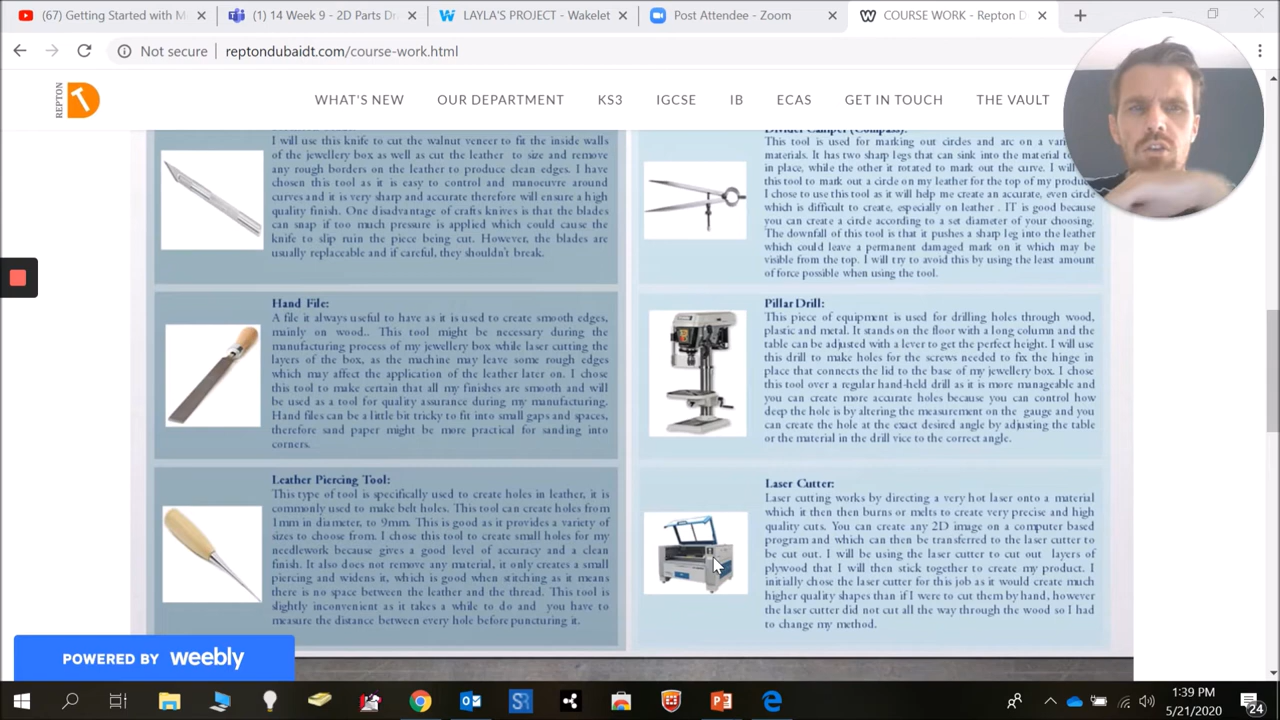 (67) Getting Started with M
(1) 14 Week 9 - 2D Parts Dr
LAYLA'S PROJECT - Wakelet
Post Attendee - Zoom
COURSE WORK - Repton D
Not secure
reptondubaidt.com/course-work.html
REPTON
WHAT'S NEW
OUR DEPARTMENT
KS3
IGCSE
IB
ECAS
GET IN TOUCH
THE VAULT
I will use this knife to cut the walnut veneer to fit the inside walls
of the jewellery box as well as cut the leather to size and remove
any rough borders on the leather to produce clean edges. I have
chosen this tool as it is easy to control and manoeuvre around
curves and it is very sharp and accurate therefore will ensure a high
quality finish. One disadvantage of crafts knives is that the blades
can snap if too much pressure is applied which could cause the
knife to slip ruin the piece being cut. However, the blades are
usually replaceable and if careful, they shouldn't break.
Divider Camper (Compass):
This tool is used for marking out circles and arc on a
materials. It has two sharp legs that can sink into the material
in place, while the other it rotated to mark out the curve. I will
this tool to mark out a circle on my leather for the top of my
I chose to use this tool as it will help me create an accurate, even circle
which is difficult to create, especially on leather . IT is good because
you can create a circle according to a set diameter of your choosing.
The downfall of this tool is that it pushes a sharp leg into the leather
which could leave a permanent damaged mark on it which may be
visible from the top. I will try to avoid this by using the least amount
of force possible when using the tool.
Hand File:
A file it always useful to have as it is used to create smooth edges,
mainly on wood.. This tool might be necessary during the
manufacturing process of my jewellery box while laser cutting the
layers of the box, as the machine may leave some rough edges
which may affect the application of the leather later on. I chose
this tool to make certain that all my finishes are smooth and will
be used as a tool for quality assurance during my manufacturing.
Hand files can be a little bit tricky to fit into small gaps and spaces,
therefore sand paper might be more practical for sanding into
corners.
Pillar Drill:
This piece of equipment is used for drilling holes through wood,
plastic and metal. It stands on the floor with a long column and the
table can be adjusted with a lever to get the perfect height. I will use
this drill to make holes for the screws needed to fix the hinge in
place that connects the lid to the base of my jewellery box. I chose
this tool over a regular hand-held drill as it is more manageable and
you can create more accurate holes because you can control how
deep the hole is by altering the measurement on the gauge and you
can create the hole at the exact desired angle by adjusting the table
or the material in the drill vice to the correct angle.
Leather Piercing Tool:
This type of tool is specifically used to create holes in leather, it is
commonly used to make belt holes. This tool can create holes from
1mm in diameter, to 9mm. This is good as it provides a variety of
sizes to choose from. I chose this tool to create small holes for my
needlework because gives a good level of accuracy and a clean
finish. It also does not remove any material, it only creates a small
piercing and widens it, which is good when stitching as it means
there is no space between the leather and the thread. This tool is
slightly inconvenient as it takes a while to do and you have to
measure the distance between every hole before puncturing it.
Laser Cutter:
Laser cutting works by directing a very hot laser onto a material
which it then then burns or melts to create very precise and high
quality cuts. You can create any 2D image on a computer based
program and which can then be transferred to the laser cutter to
be cut out. I will be using the laser cutter to cut out layers of
plywood that I will then stick together to create my product. I
initially chose the laser cutter for this job as it would create much
higher quality shapes than if I were to cut them by hand, however
the laser cutter did not cut all the way through the wood so I had
to change my method.
POWERED BY weebly
1:39 PM
5/21/2020
24